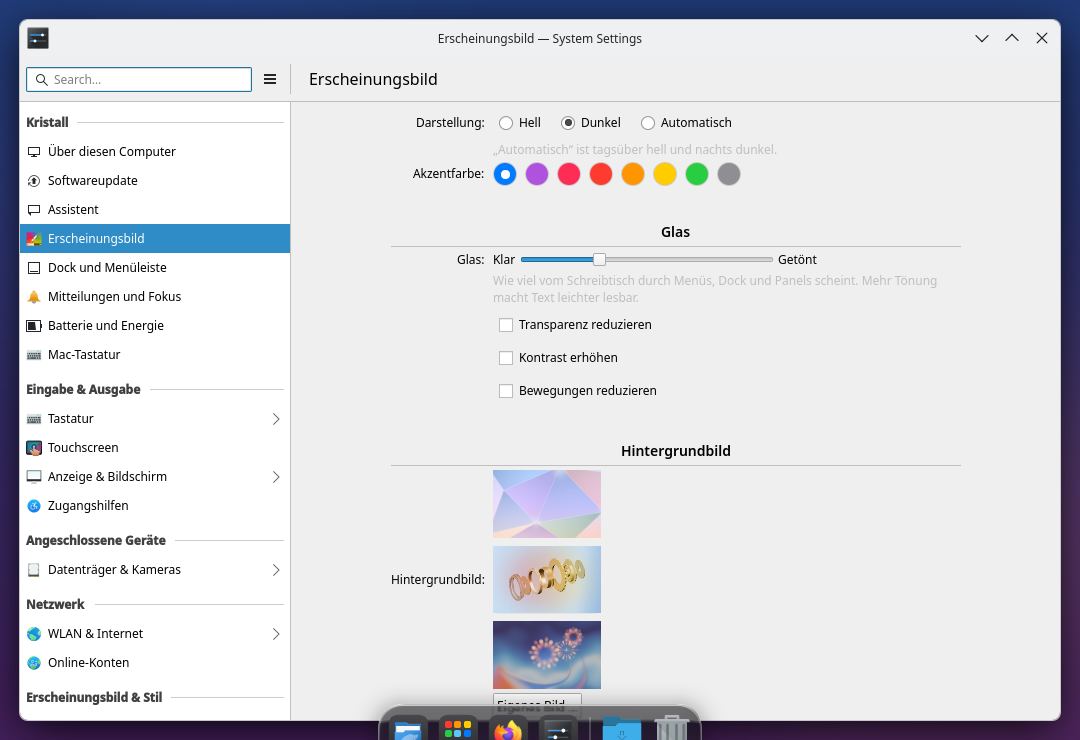 Erscheinungsbild — System Settings
Search...
Erscheinungsbild
Kristall
Über diesen Computer
Softwareupdate
Assistent
Erscheinungsbild
Dock und Menüleiste
Mitteilungen und Fokus
Batterie und Energie
Mac-Tastatur
Eingabe & Ausgabe
Tastatur
Touchscreen
Anzeige & Bildschirm
Zugangshilfen
Angeschlossene Geräte
Datenträger & Kameras
Netzwerk
WLAN & Internet
Online-Konten
Erscheinungsbild & Stil
Darstellung: Hell Dunkel Automatisch
„Automatisch“ ist tagsüber hell und nachts dunkel.
Akzentfarbe:
Glas
Glas: Klar Getönt
Wie viel vom Schreibtisch durch Menüs, Dock und Panels scheint. Mehr Tönung
macht Text leichter lesbar.
Transparenz reduzieren
Kontrast erhöhen
Bewegungen reduzieren
Hintergrundbild
Hintergrundbild:
Eigenes Bild